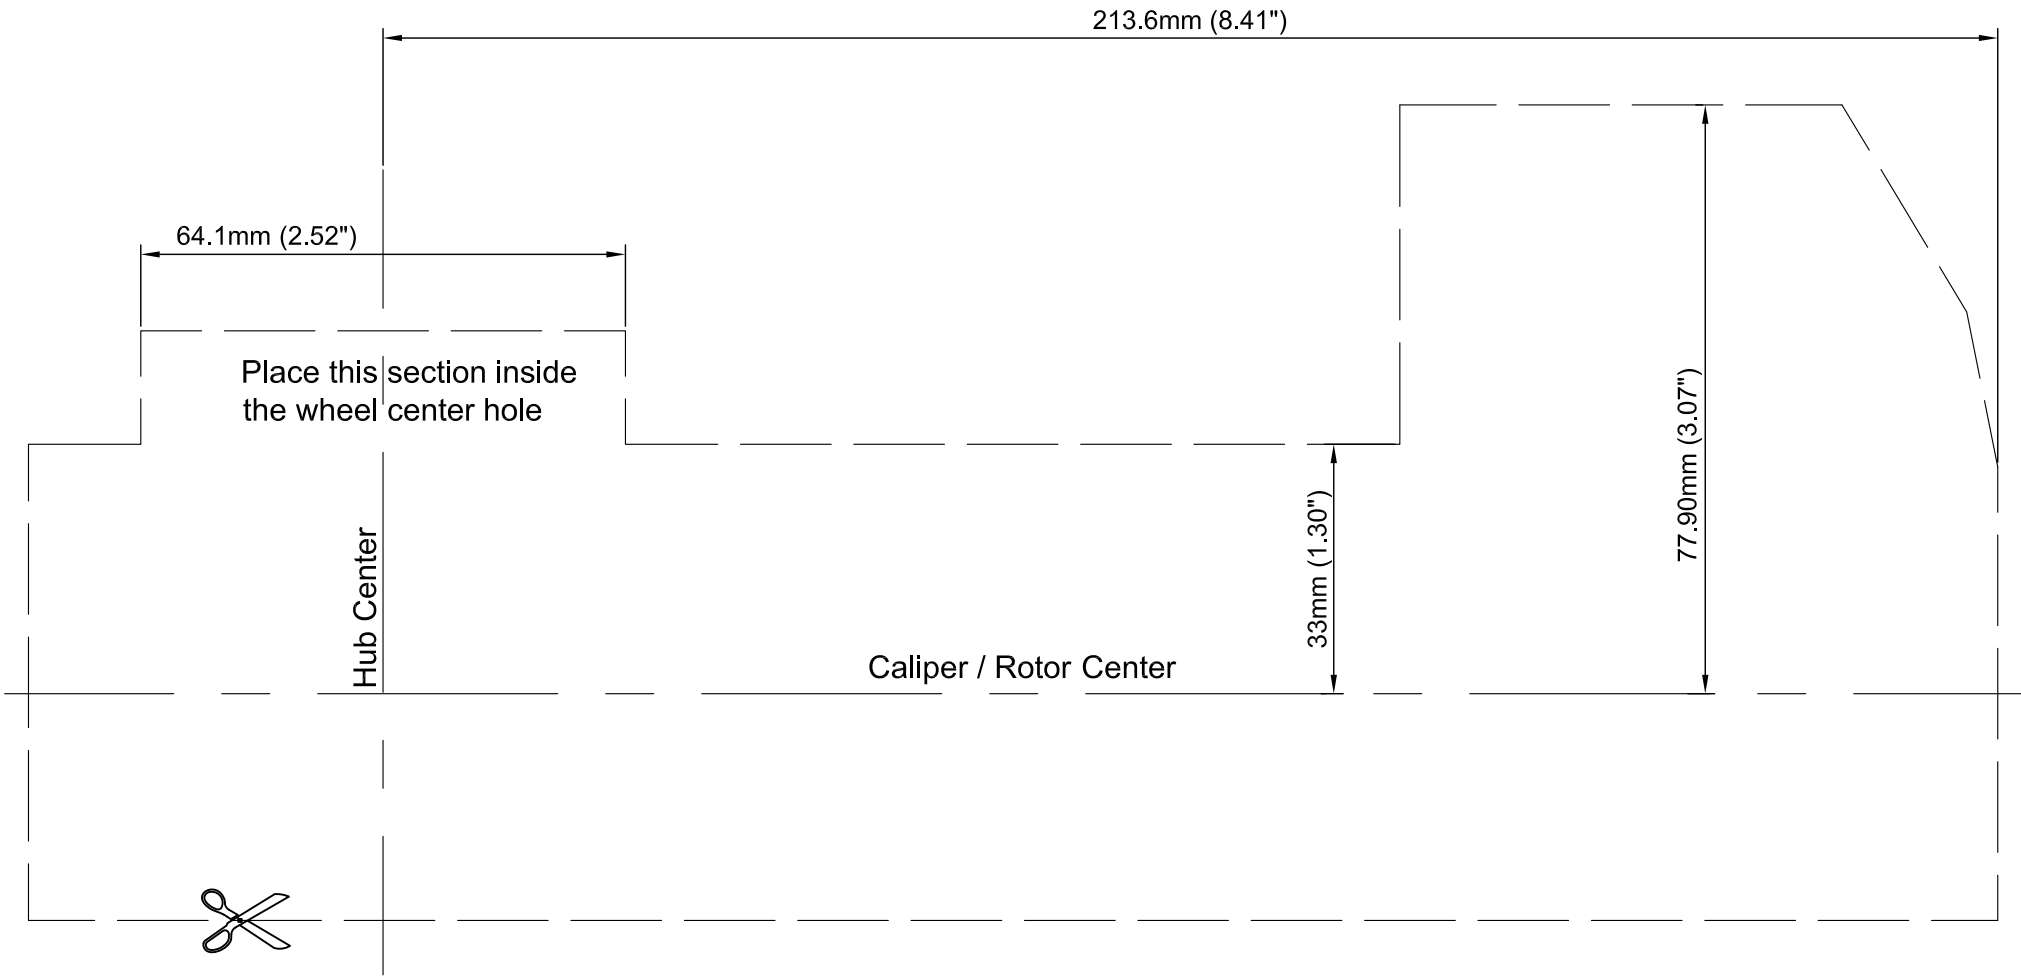 213.6mm (8.41")
64.1mm (2.52")
Place this section inside
the wheel center hole
77.90mm (3.07")
33mm (1.30")
Hub Center
Caliper / Rotor Center